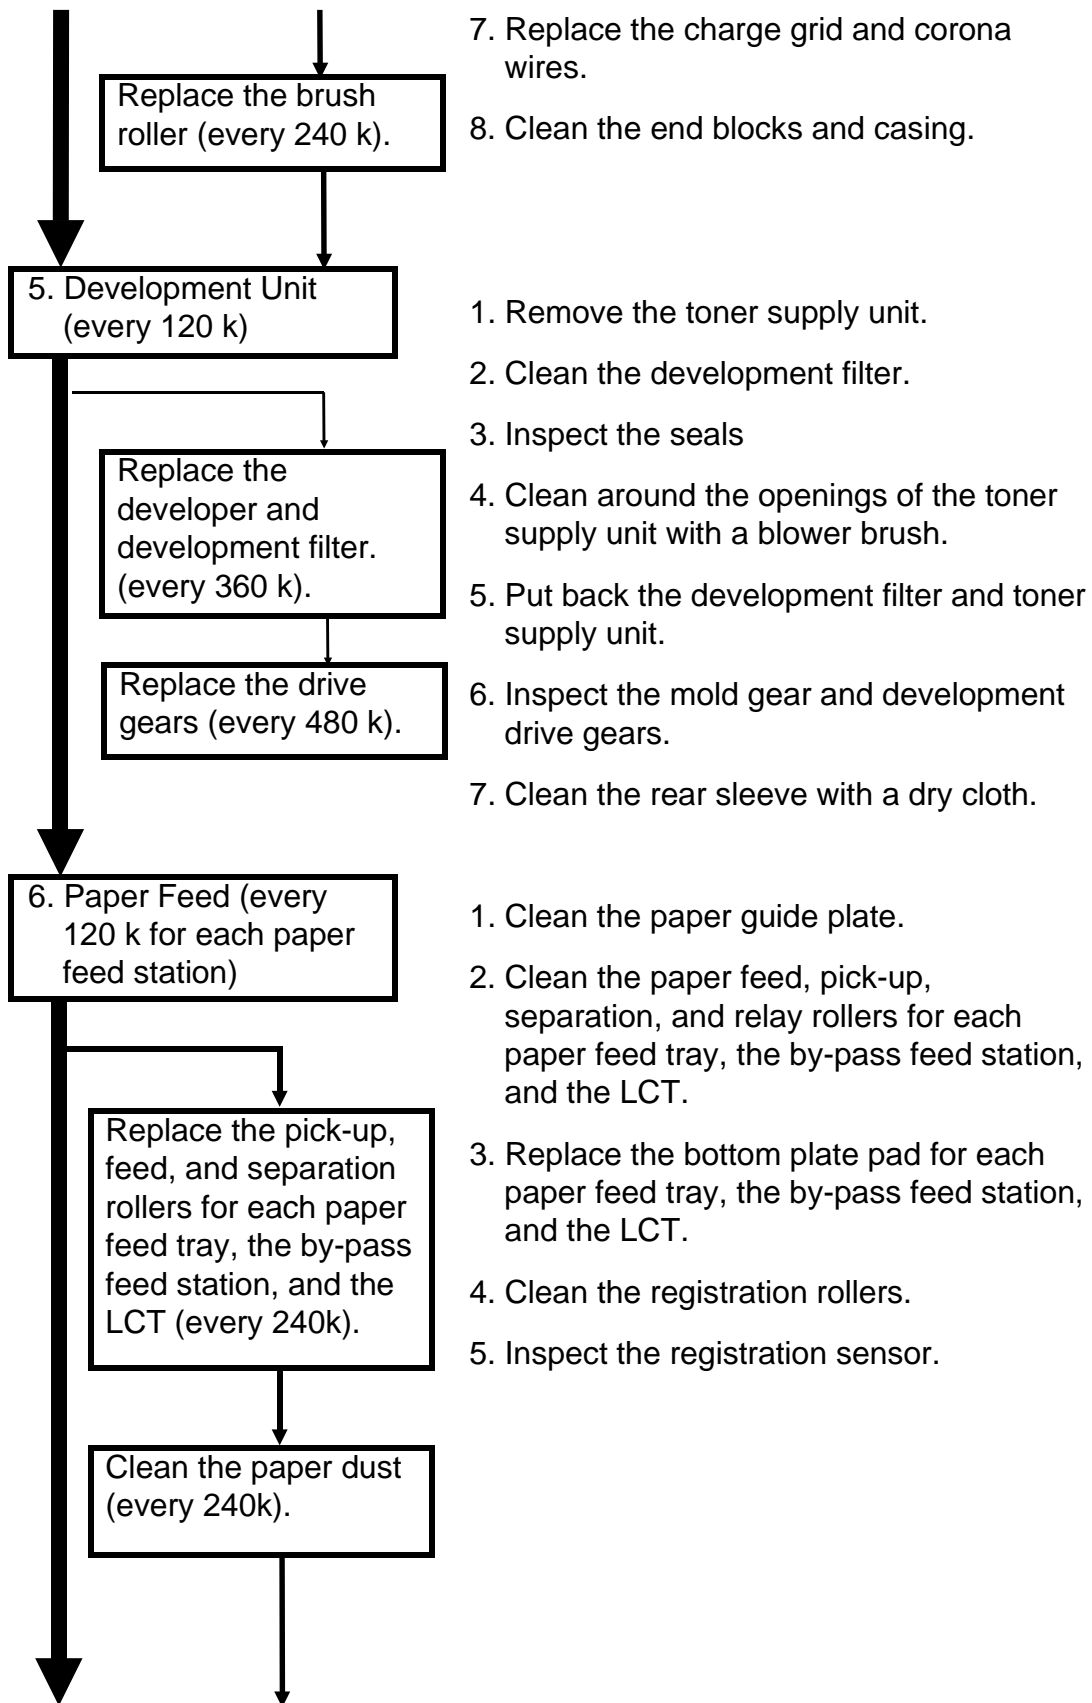 7. Replace the charge grid and corona
wires.
Replace the brush
roller (every 240 k).
8. Clean the end blocks and casing.
5. Development Unit
(every 120 k)
1. Remove the toner supply unit.
2. Clean the development filter.
3. Inspect the seals
4. Clean around the openings of the toner
supply unit with a blower brush.
5. Put back the development filter and toner
supply unit.
6. Inspect the mold gear and development
drive gears.
7. Clean the rear sleeve with a dry cloth.
Replace the
developer and
development filter.
(every 360 k).
Replace the drive
gears (every 480 k).
6. Paper Feed (every
120 k for each paper
feed station)
1. Clean the paper guide plate.
2. Clean the paper feed, pick-up,
separation, and relay rollers for each
paper feed tray, the by-pass feed station,
and the LCT.
3. Replace the bottom plate pad for each
paper feed tray, the by-pass feed station,
and the LCT.
4. Clean the registration rollers.
5. Inspect the registration sensor.
Replace the pick-up,
feed, and separation
rollers for each paper
feed tray, the by-pass
feed station, and the
LCT (every 240k).
Clean the paper dust
(every 240k).